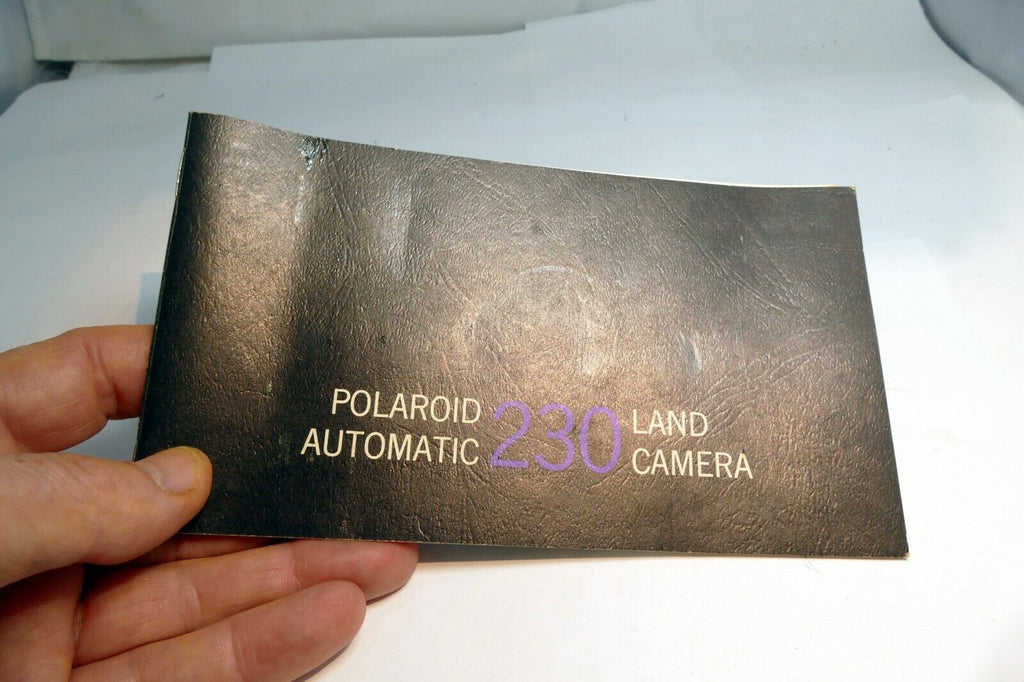 POLAROID
AUTOMATIC
230
LAND
CAMERA